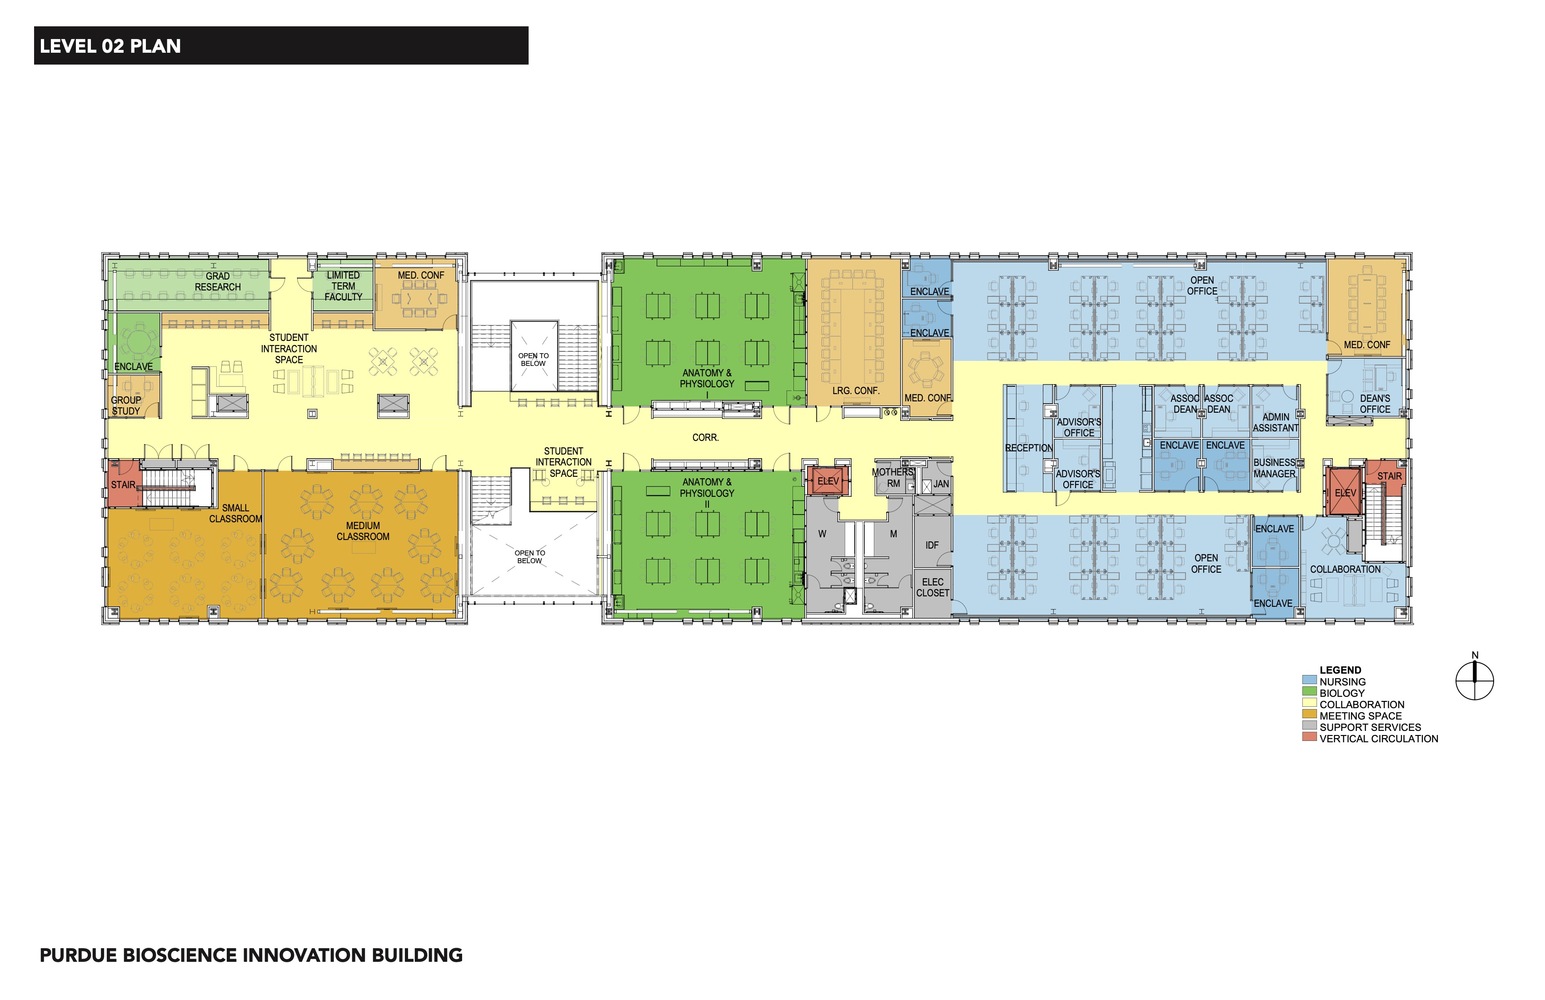 LEVEL 02 PLAN
GRAD
RESEARCH
LIMITED
TERM
FACULTY
MED. CONF
STUDENT
INTERACTION
SPACE
ENCLAVE
GROUP
STUDY
OPEN TO
BELOW
ANATOMY &
PHYSIOLOGY
I
LRG. CONF.
ENCLAVE
ENCLAVE
MED. CONF.
OPEN
OFFICE
MED. CONF
DEAN'S
OFFICE
CORR.
STUDENT
INTERACTION
SPACE
RECEPTION
ADVISOR'S
OFFICE
ADVISOR'S
OFFICE
ASSOC
DEAN
ASSOC
DEAN
ADMIN
ASSISTANT
ENCLAVE
ENCLAVE
BUSINESS
MANAGER
STAIR
SMALL
CLASSROOM
MEDIUM
CLASSROOM
OPEN TO
BELOW
ANATOMY &
PHYSIOLOGY
II
ELEV
MOTHERS
RM
JAN
W
M
IDF
ELEC
CLOSET
OPEN
OFFICE
ENCLAVE
ENCLAVE
COLLABORATION
ELEV
STAIR
LEGEND
NURSING
BIOLOGY
COLLABORATION
MEETING SPACE
SUPPORT SERVICES
VERTICAL CIRCULATION
N
PURDUE BIOSCIENCE INNOVATION BUILDING